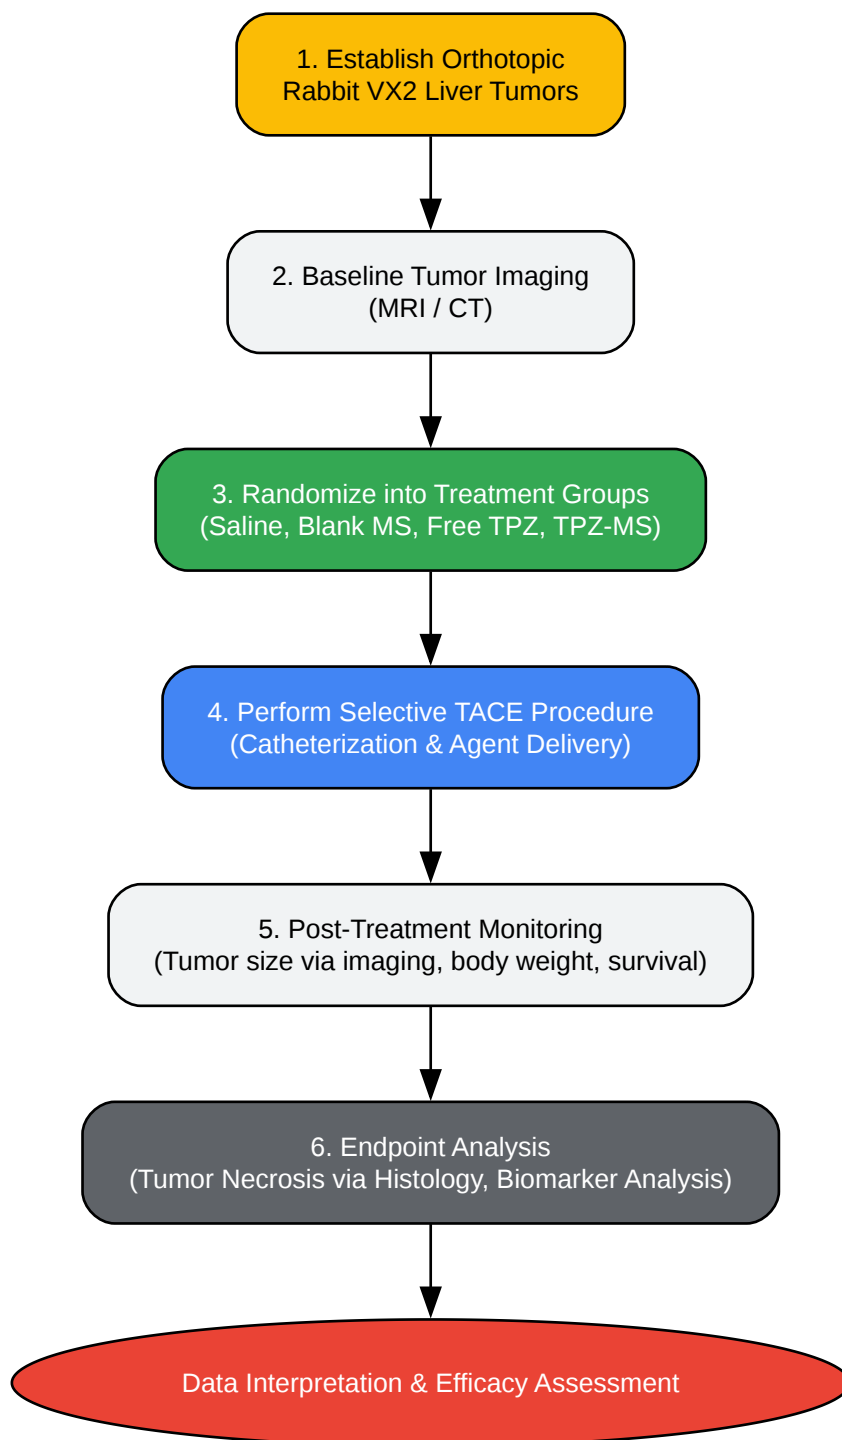 1. Establish Orthotopic
Rabbit VX2 Liver Tumors
2. Baseline Tumor Imaging
(MRI / CT)
3. Randomize into Treatment Groups
(Saline, Blank MS, Free TPZ, TPZ-MS)
4. Perform Selective TACE Procedure
(Catheterization & Agent Delivery)
5. Post-Treatment Monitoring
(Tumor size via imaging, body weight, survival)
6. Endpoint Analysis
(Tumor Necrosis via Histology, Biomarker Analysis)
Data Interpretation & Efficacy Assessment